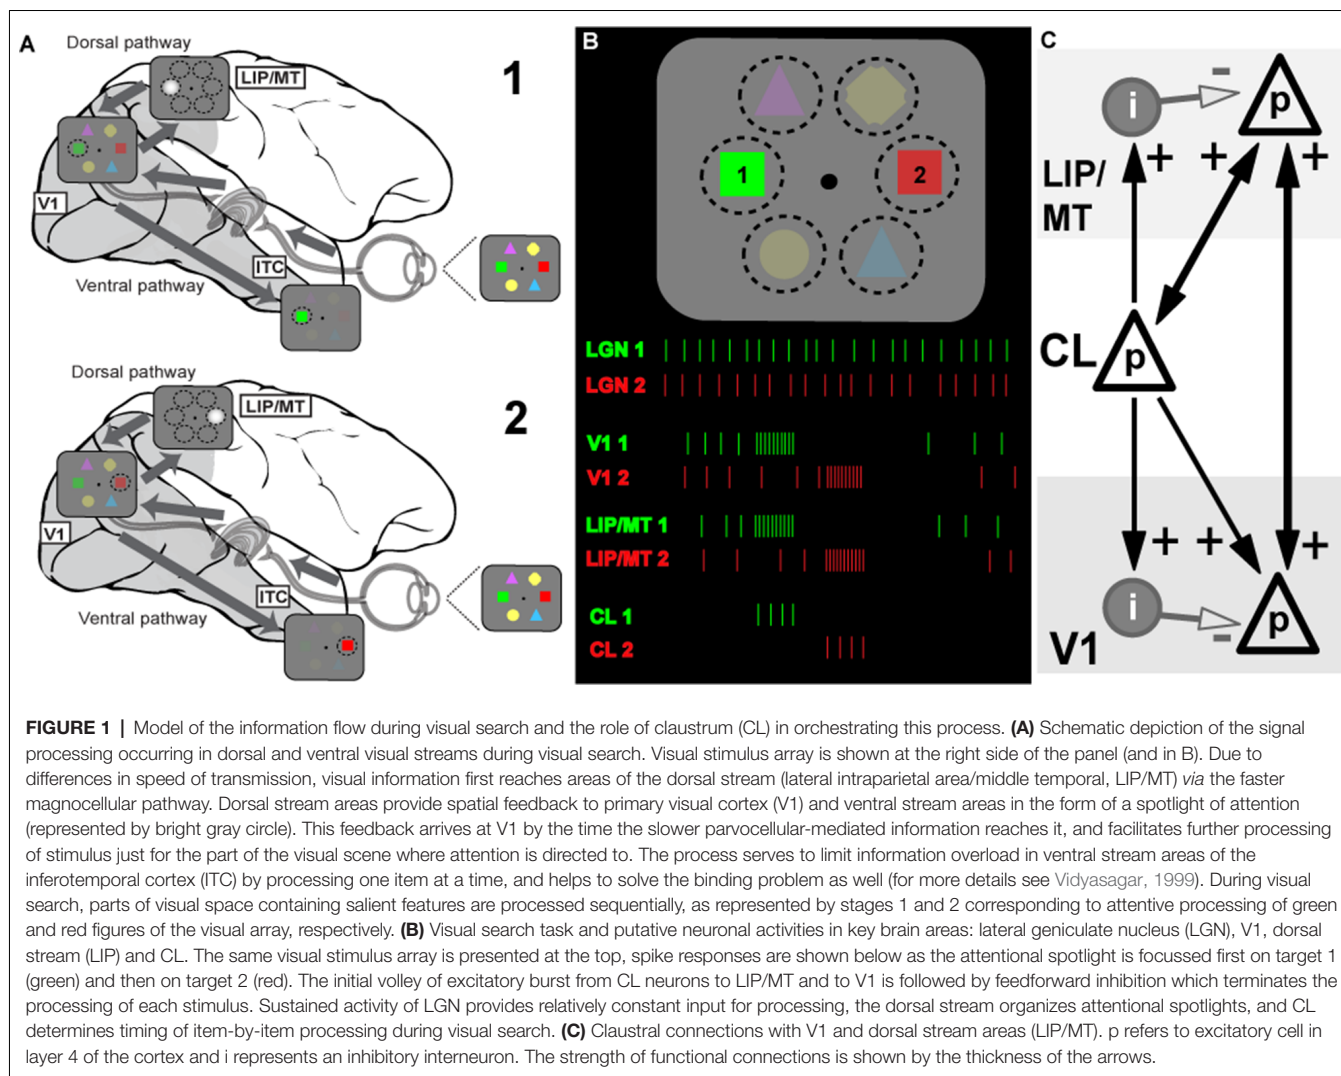 A
Dorsal pathway
LIP/MT
1
V1
ITC
Ventral pathway
Dorsal pathway
LIP/MT
2
V1
ITC
Ventral pathway
B
1
2
LGN 1
LGN 2
V1 1
V1 2
LIP/MT 1
LIP/MT 2
CL 1
CL 2
C
i
-
p
+
+
+
LIP/
MT
CL
p
+
+
+
i
-
p
V1
FIGURE 1 | Model of the information flow during visual search and the role of claustrum (CL) in orchestrating this process. (A) Schematic depiction of the signal
processing occurring in dorsal and ventral visual streams during visual search. Visual stimulus array is shown at the right side of the panel (and in B). Due to
differences in speed of transmission, visual information first reaches areas of the dorsal stream (lateral intraparietal area/middle temporal, LIP/MT) via the faster
magnocellular pathway. Dorsal stream areas provide spatial feedback to primary visual cortex (V1) and ventral stream areas in the form of a spotlight of attention
(represented by bright gray circle). This feedback arrives at V1 by the time the slower parvocellular-mediated information reaches it, and facilitates further processing
of stimulus just for the part of the visual scene where attention is directed to. The process serves to limit information overload in ventral stream areas of the
inferotemporal cortex (ITC) by processing one item at a time, and helps to solve the binding problem as well (for more details see Vidyasagar, 1999). During visual
search, parts of visual space containing salient features are processed sequentially, as represented by stages 1 and 2 corresponding to attentive processing of green
and red figures of the visual array, respectively. (B) Visual search task and putative neuronal activities in key brain areas: lateral geniculate nucleus (LGN), V1, dorsal
stream (LIP) and CL. The same visual stimulus array is presented at the top, spike responses are shown below as the attentional spotlight is focussed first on target 1
(green) and then on target 2 (red). The initial volley of excitatory burst from CL neurons to LIP/MT and to V1 is followed by feedforward inhibition which terminates the
processing of each stimulus. Sustained activity of LGN provides relatively constant input for processing, the dorsal stream organizes attentional spotlights, and CL
determines timing of item-by-item processing during visual search. (C) Claustral connections with V1 and dorsal stream areas (LIP/MT). p refers to excitatory cell in
layer 4 of the cortex and i represents an inhibitory interneuron. The strength of functional connections is shown by the thickness of the arrows.